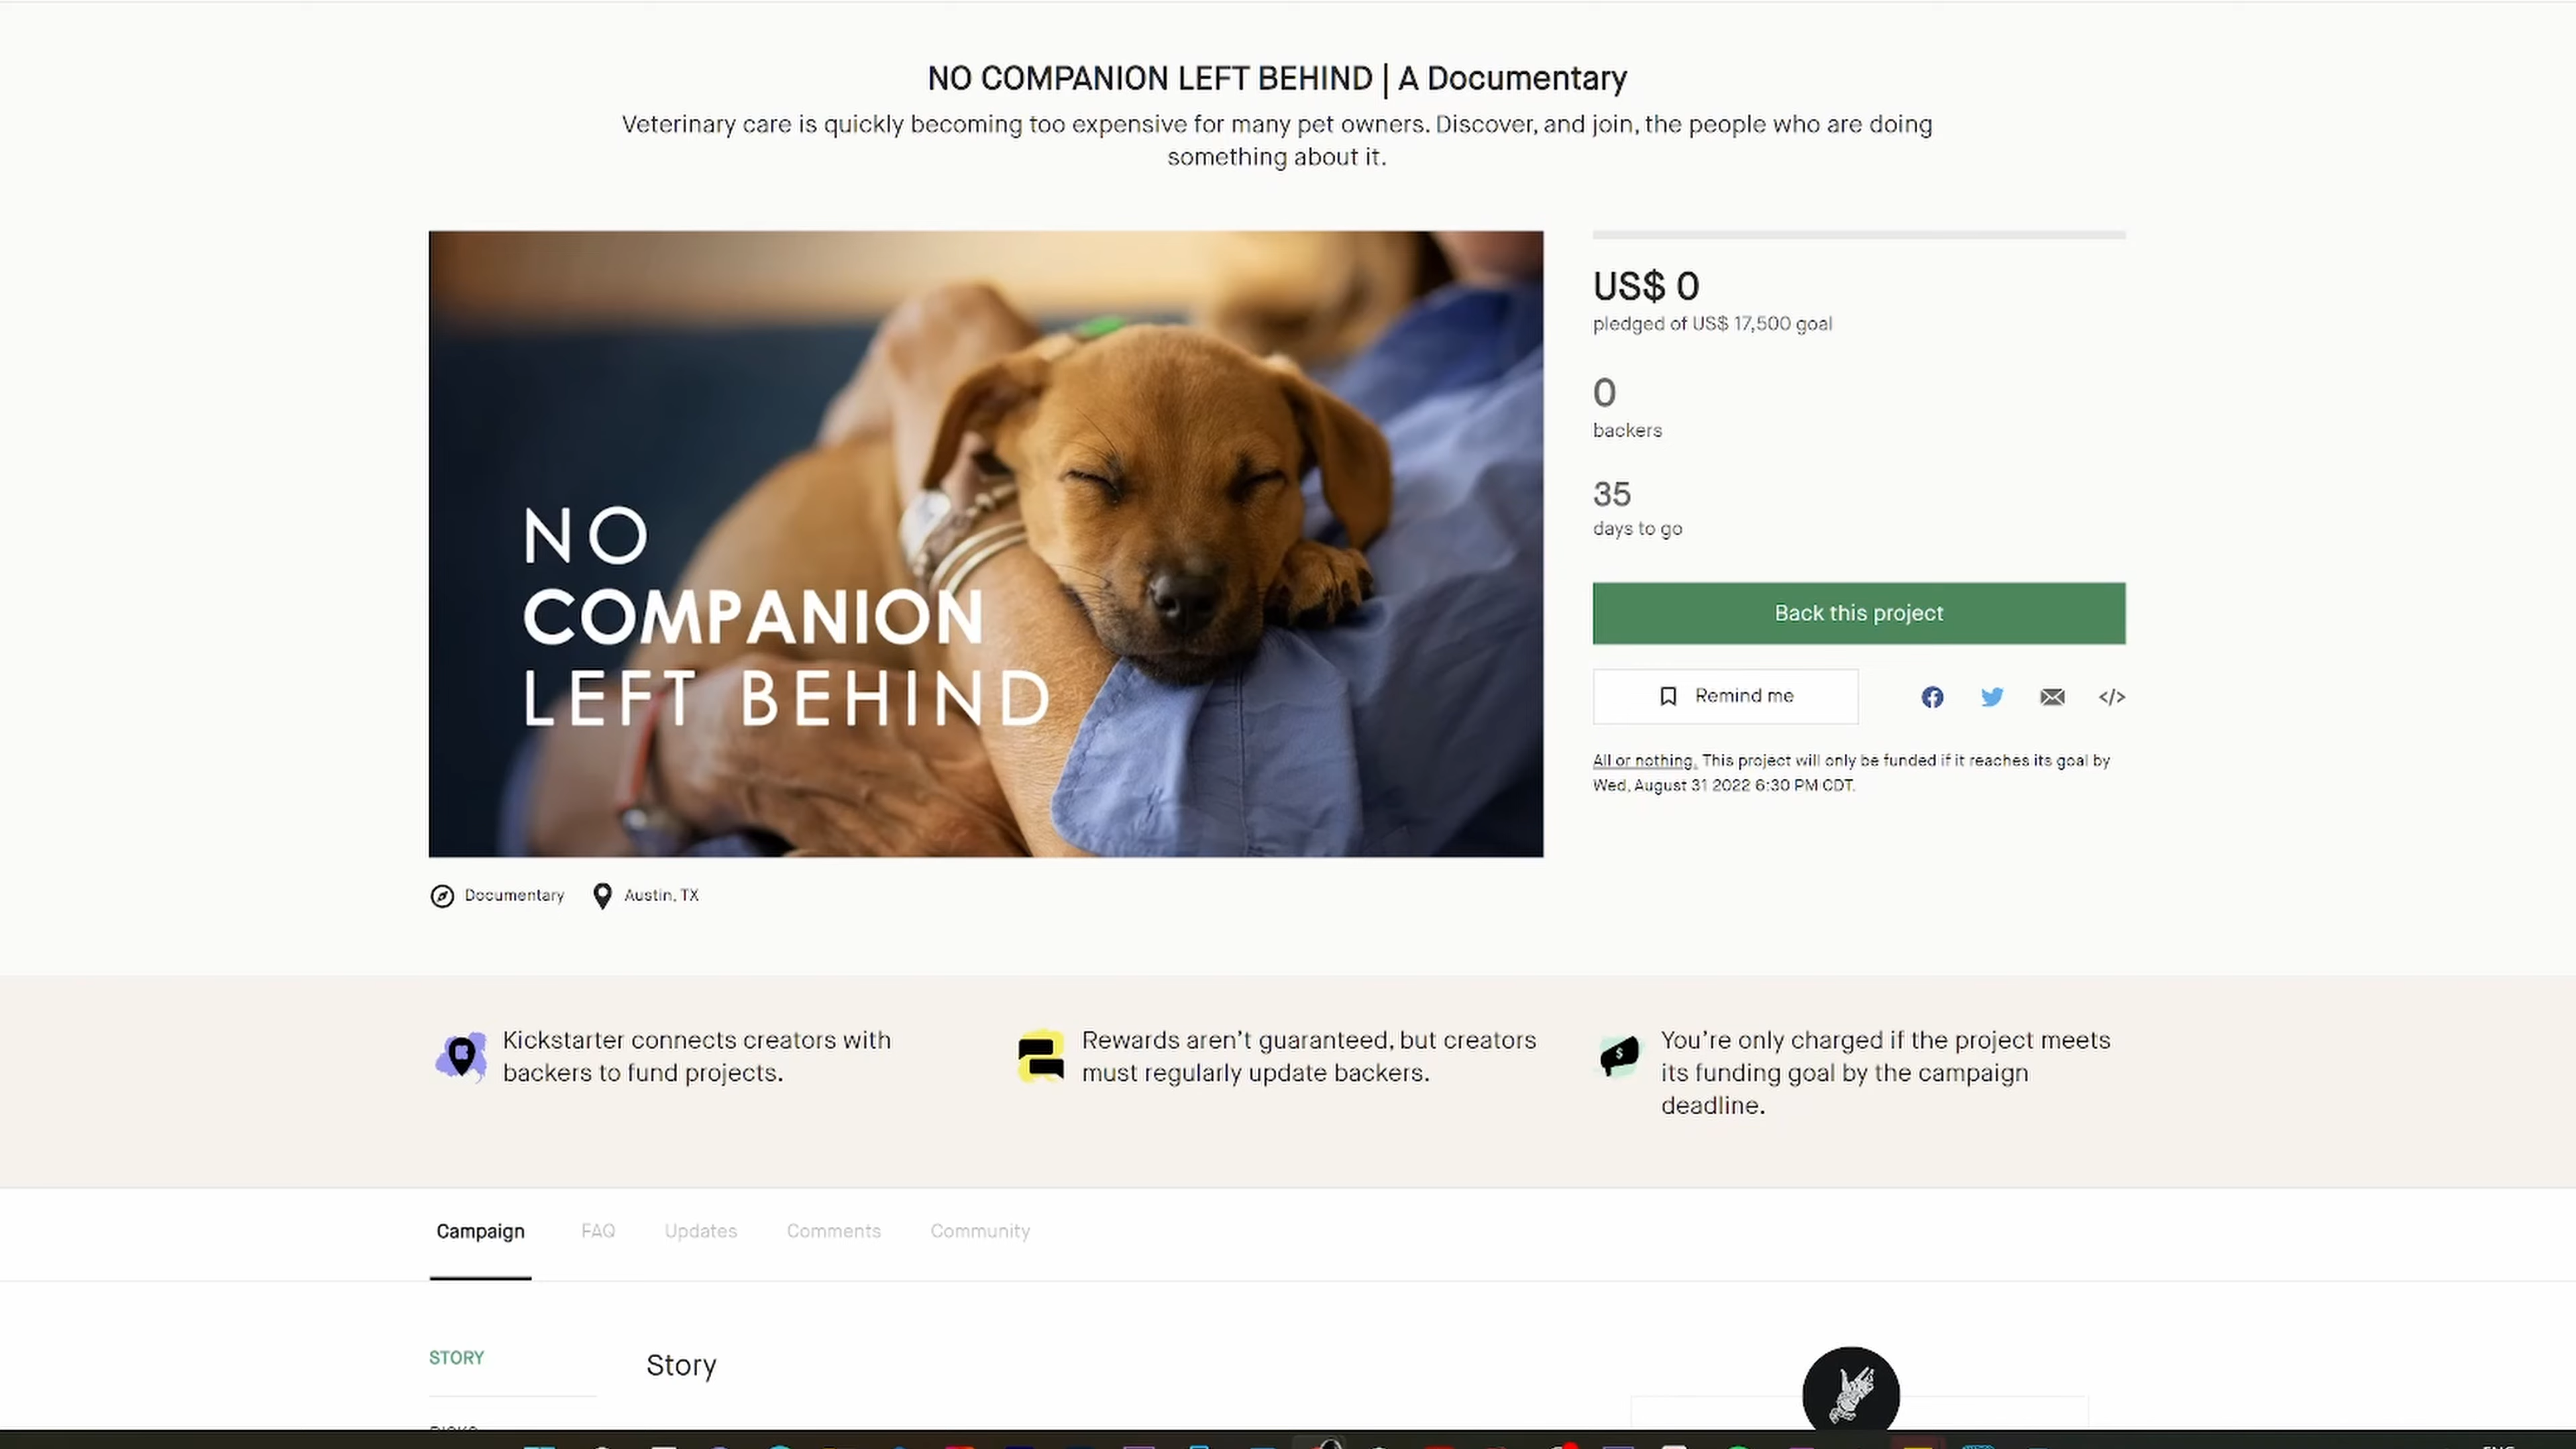 NO COMPANION LEFT BEHIND | A Documentary
Veterinary care is quickly becoming too expensive for many pet owners. Discover, and join, the people who are doing
something about it.
NO
COMPANION
LEFT BEHIND
US$ 0
pledged of US$ 17,500 goal
0
backers
35
days to go
Back this project
Remind me
</>
All or nothing. This project will only be funded if it reaches its goal by
Wed, August 31 2022 6:30 PM CDT.
Documentary
Austin, TX
Kickstarter connects creators with
backers to fund projects.
Rewards aren't guaranteed, but creators
must regularly update backers.
$
You're only charged if the project meets
its funding goal by the campaign
deadline.
Campaign
FAQ
Updates
Comments
Community
STORY
Story